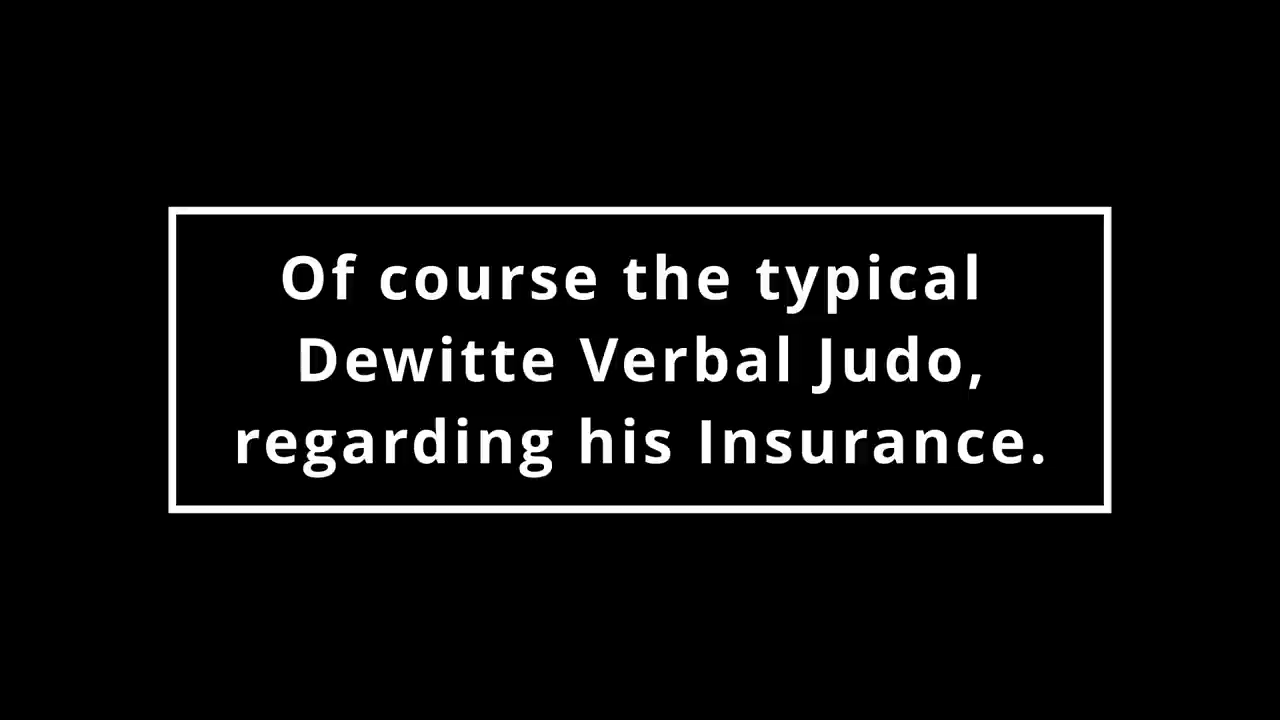 Of course the typical
Dewitte Verbal Judo,
regarding his Insurance.